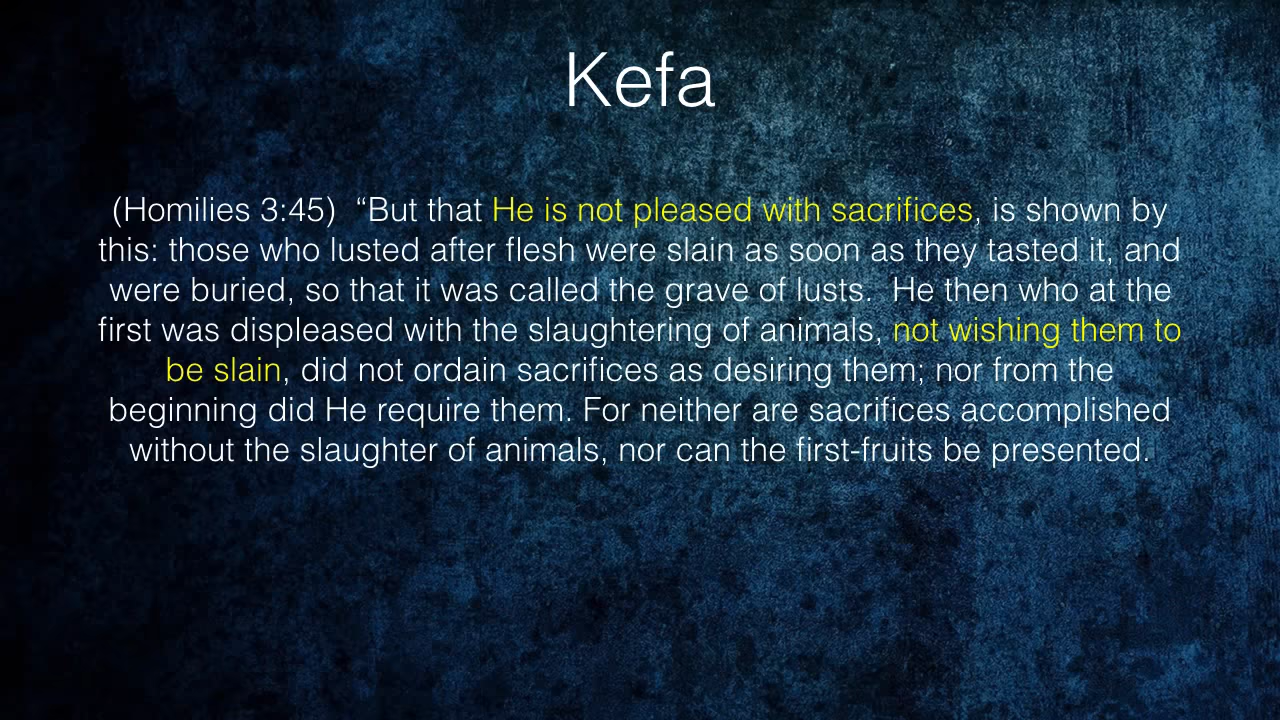 Kefa
(Homilies 3:45)  “But that He is not pleased with sacrifices, is shown by
this: those who lusted after flesh were slain as soon as they tasted it, and
were buried, so that it was called the grave of lusts.  He then who at the
first was displeased with the slaughtering of animals, not wishing them to
be slain, did not ordain sacrifices as desiring them; nor from the
beginning did He require them. For neither are sacrifices accomplished
without the slaughter of animals, nor can the first-fruits be presented.